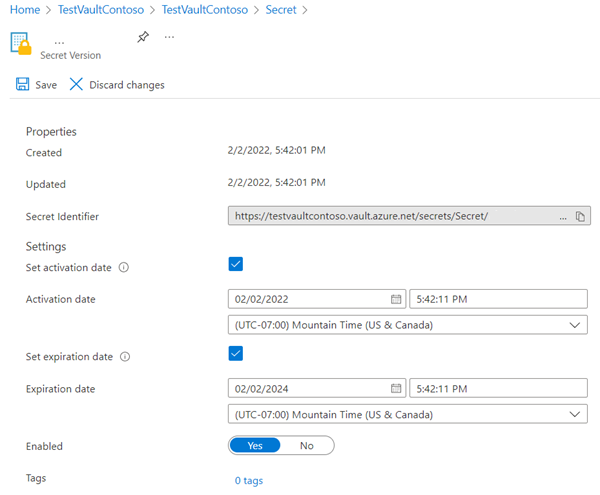 Home > TestVaultContoso > TestVaultContoso > Secret >
... ...
Secret Version
Save Discard changes
Properties
Created 2/2/2022, 5:42:01 PM
Updated 2/2/2022, 5:42:01 PM
Secret Identifier https://testvaultcontoso.vault.azure.net/secrets/Secret/ ...
Settings
Set activation date
Activation date 02/02/2022 5:42:11 PM
(UTC-07:00) Mountain Time (US & Canada)
Set expiration date
Expiration date 02/02/2024 5:42:11 PM
(UTC-07:00) Mountain Time (US & Canada)
Enabled Yes No
Tags 0 tags